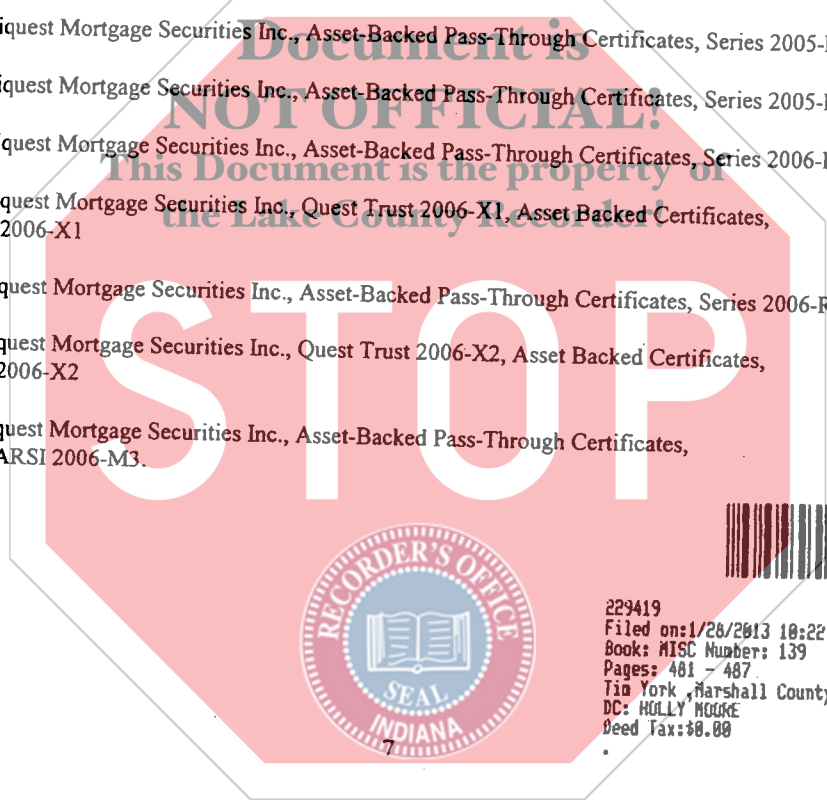 iquest Mortgage Securities Inc., Asset-Backed Pass-Through Certificates, Series 2005-
Document is
iquest Mortgage Securities Inc., Asset-Backed Pass-Through Certificates, Series 2005-
NOT OFFICIAL!
quest Mortgage Securities Inc., Asset-Backed Pass-Through Certificates, Series 2006-
This Document is the property of
quest Mortgage Securities Inc., Quest Trust 2006-X1, Asset Backed Certificates,
the Lake County Recorder!
2006-X1
quest Mortgage Securities Inc., Asset-Backed Pass-Through Certificates, Series 2006-R
STOP
quest Mortgage Securities Inc., Quest Trust 2006-X2, Asset Backed Certificates,
2006-X2
quest Mortgage Securities Inc., Asset-Backed Pass-Through Certificates,
ARSI 2006-M3.
RECORDER'S OFFICE
SEAL
INDIANA
7
229419
Filed on:1/28/2013 10:22
Book: MISC Number: 139
Pages: 481 - 487
Tim York ,Marshall County
DC: HOLLY MOORE
Deed Tax:$0.00